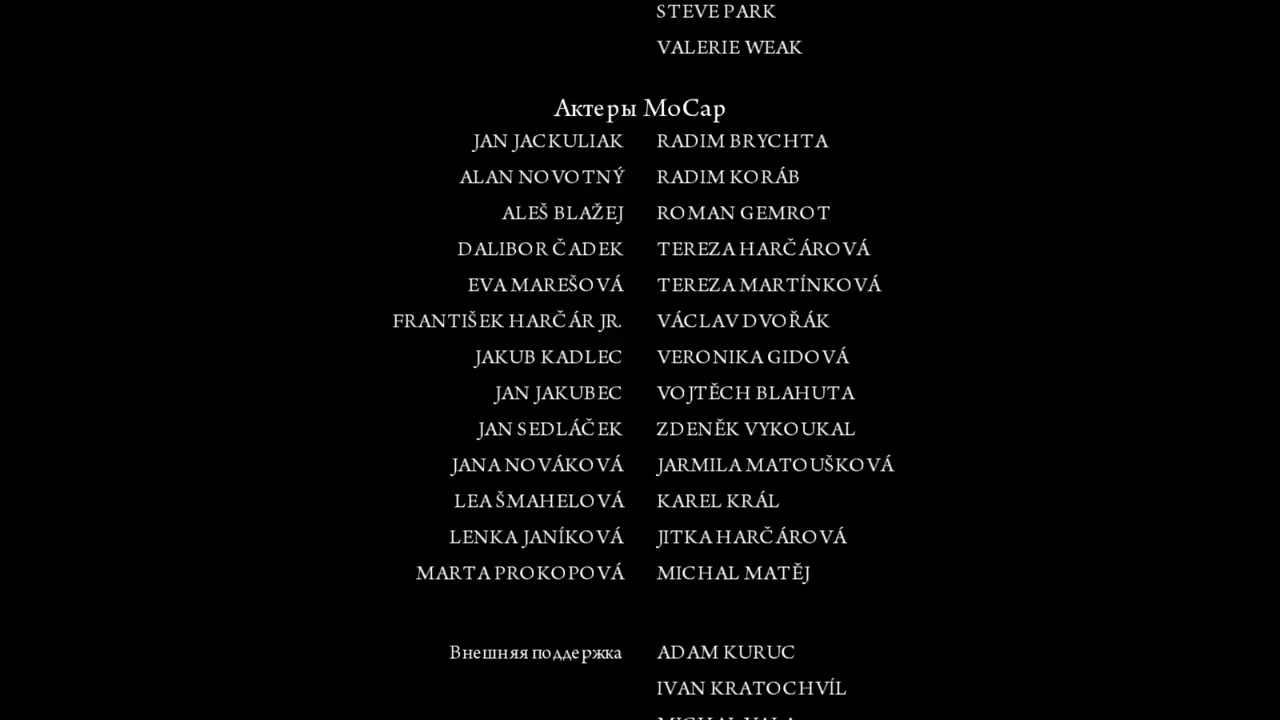 STEVE PARK
VALERIE WEAK
Актеры MoCap
JAN JACKULIAK RADIM BRYCHTA
ALAN NOVOTNÝ RADIM KORÁB
ALEŠ BLAŽEJ ROMAN GEMROT
DALIBOR ČADEK TEREZA HARČÁROVÁ
EVA MAREŠOVÁ TEREZA MARTÍNKOVÁ
FRANTIŠEK HARČÁR JR. VÁCLAV DVOŘÁK
JAKUB KADLEC VERONIKA GIDOVÁ
JAN JAKUBEC VOJTĚCH BLAHUTA
JAN SEDLÁČEK ZDENĚK VYKOUKAL
JANA NOVÁKOVÁ JARMILA MATOUŠKOVÁ
LEA ŠMAHELOVÁ KAREL KRÁL
LENKA JANÍKOVÁ JITKA HARČÁROVÁ
MARTA PROKOPOVÁ MICHAL MATĚJ
Внешняя поддержка ADAM KURUC
IVAN KRATOCHVÍL